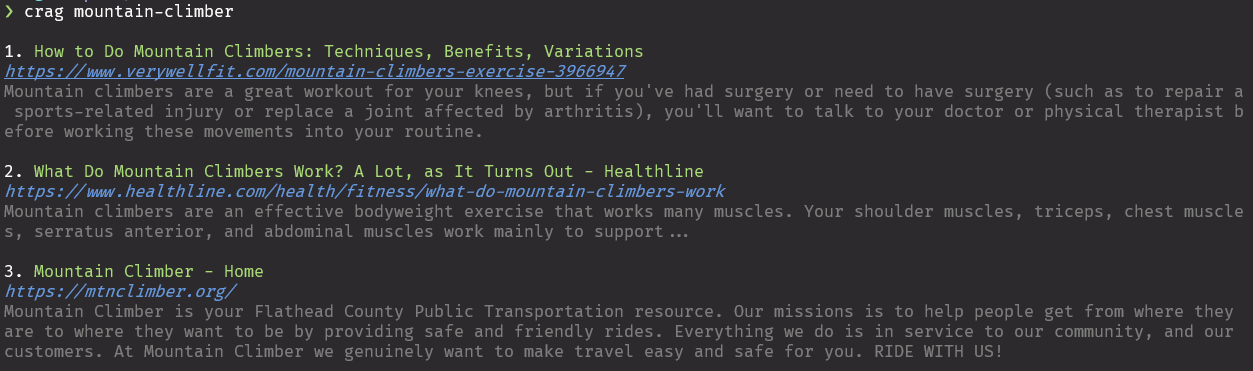 ❯ crag mountain-climber
1. How to Do Mountain Climbers: Techniques, Benefits, Variations
https://www.verywellfit.com/mountain-climbers-exercise-3966947
Mountain climbers are a great workout for your knees, but if you've had surgery or need to have surgery (such as to repair a
sports-related injury or replace a joint affected by arthritis), you'll want to talk to your doctor or physical therapist b
efore working these movements into your routine.
2. What Do Mountain Climbers Work? A Lot, as It Turns Out - Healthline
https://www.healthline.com/health/fitness/what-do-mountain-climbers-work
Mountain climbers are an effective bodyweight exercise that works many muscles. Your shoulder muscles, triceps, chest muscle
s, serratus anterior, and abdominal muscles work mainly to support...
3. Mountain Climber - Home
https://mtnclimber.org/
Mountain Climber is your Flathead County Public Transportation resource. Our missions is to help people get from where they
are to where they want to be by providing safe and friendly rides. Everything we do is in service to our community, and our
customers. At Mountain Climber we genuinely want to make travel easy and safe for you. RIDE WITH US!